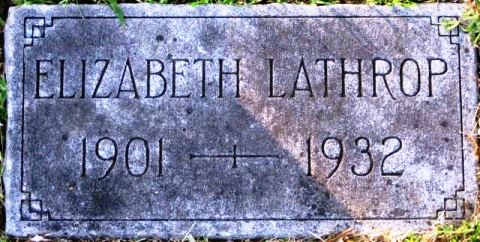 ELIZABETH LATHROP
1901 — 1932